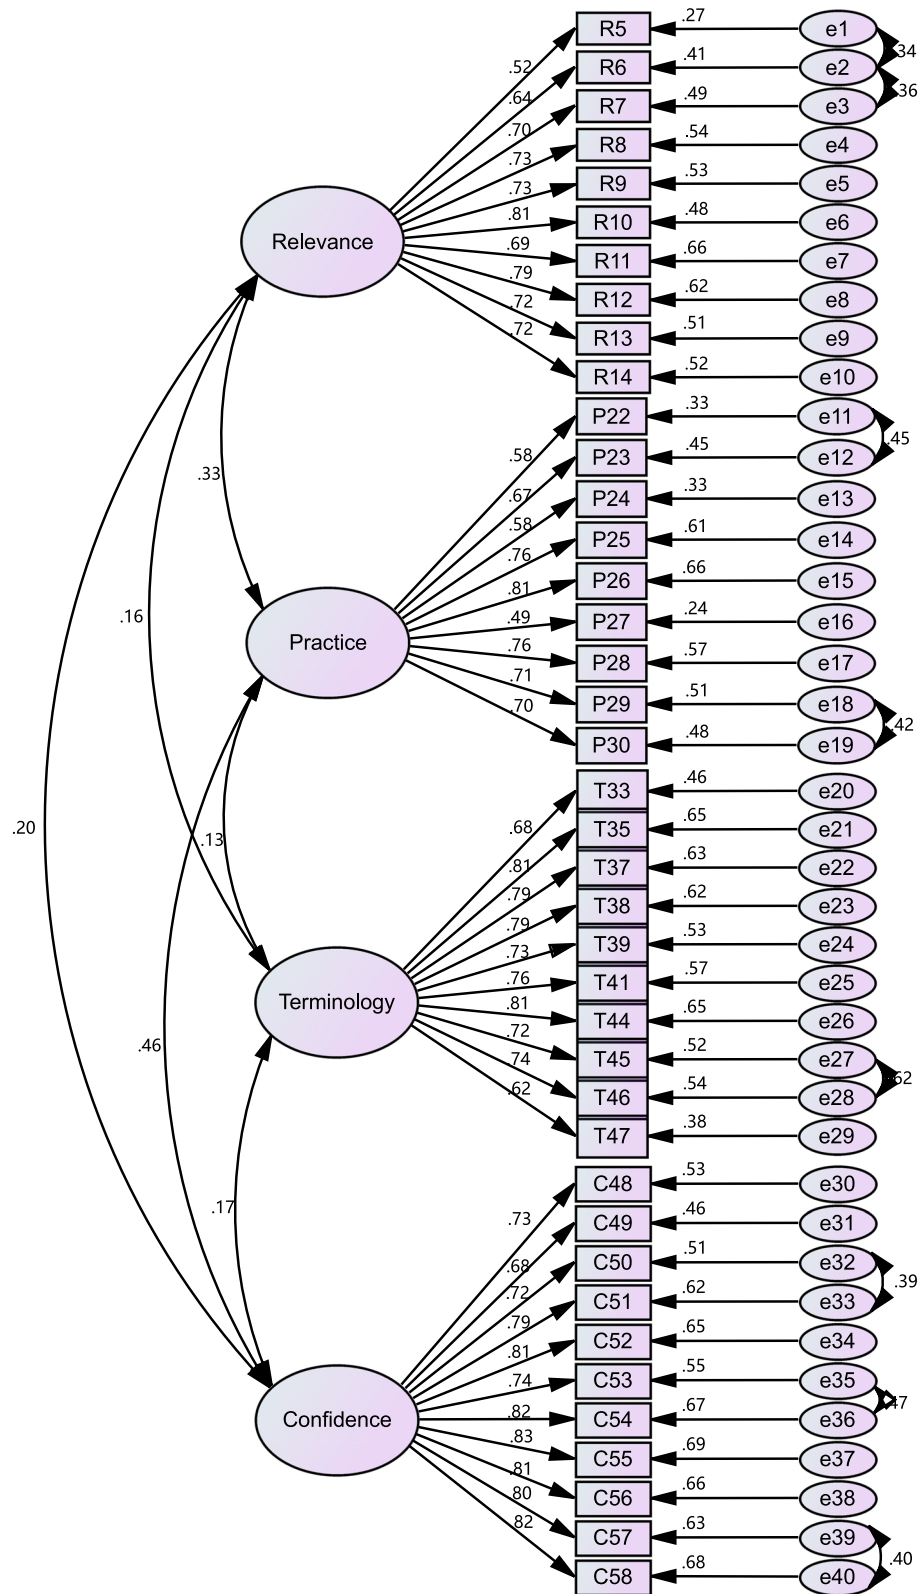 R5 .27 e1
.52
.34
R6 .41 e2
.64
.36
R7 .49 e3
.70
R8 .54 e4
.73
R9 .53 e5
.73
R10 .48 e6
.81
Relevance
R11 .66 e7
.69
R12 .62 e8
.79
R13 .51 e9
.72
R14 .52 e10
.72
P22 .33 e11
.58
.45
P23 .45 e12
.33
.67
P24 .33 e13
.58
P25 .61 e14
.76
P26 .66 e15
.81
.16
P27 .24 e16
.49
Practice
P28 .57 e17
.76
P29 .51 e18
.71
.42
P30 .48 e19
.70
T33 .46 e20
.68
T35 .65 e21
.20
.13
.81
T37 .63 e22
.79
T38 .62 e23
.79
T39 .53 e24
.73
T41 .57 e25
.76
Terminology
T44 .65 e26
.81
T45 .52 e27
.46
.72
.62
T46 .54 e28
.74
T47 .38 e29
.62
C48 .53 e30
.17
.73
C49 .46 e31
.68
C50 .51 e32
.72
.39
C51 .62 e33
.79
C52 .65 e34
.81
C53 .55 e35
.74
.47
Confidence
C54 .67 e36
.82
C55 .69 e37
.83
C56 .66 e38
.81
C57 .63 e39
.80
.40
C58 .68 e40
.82